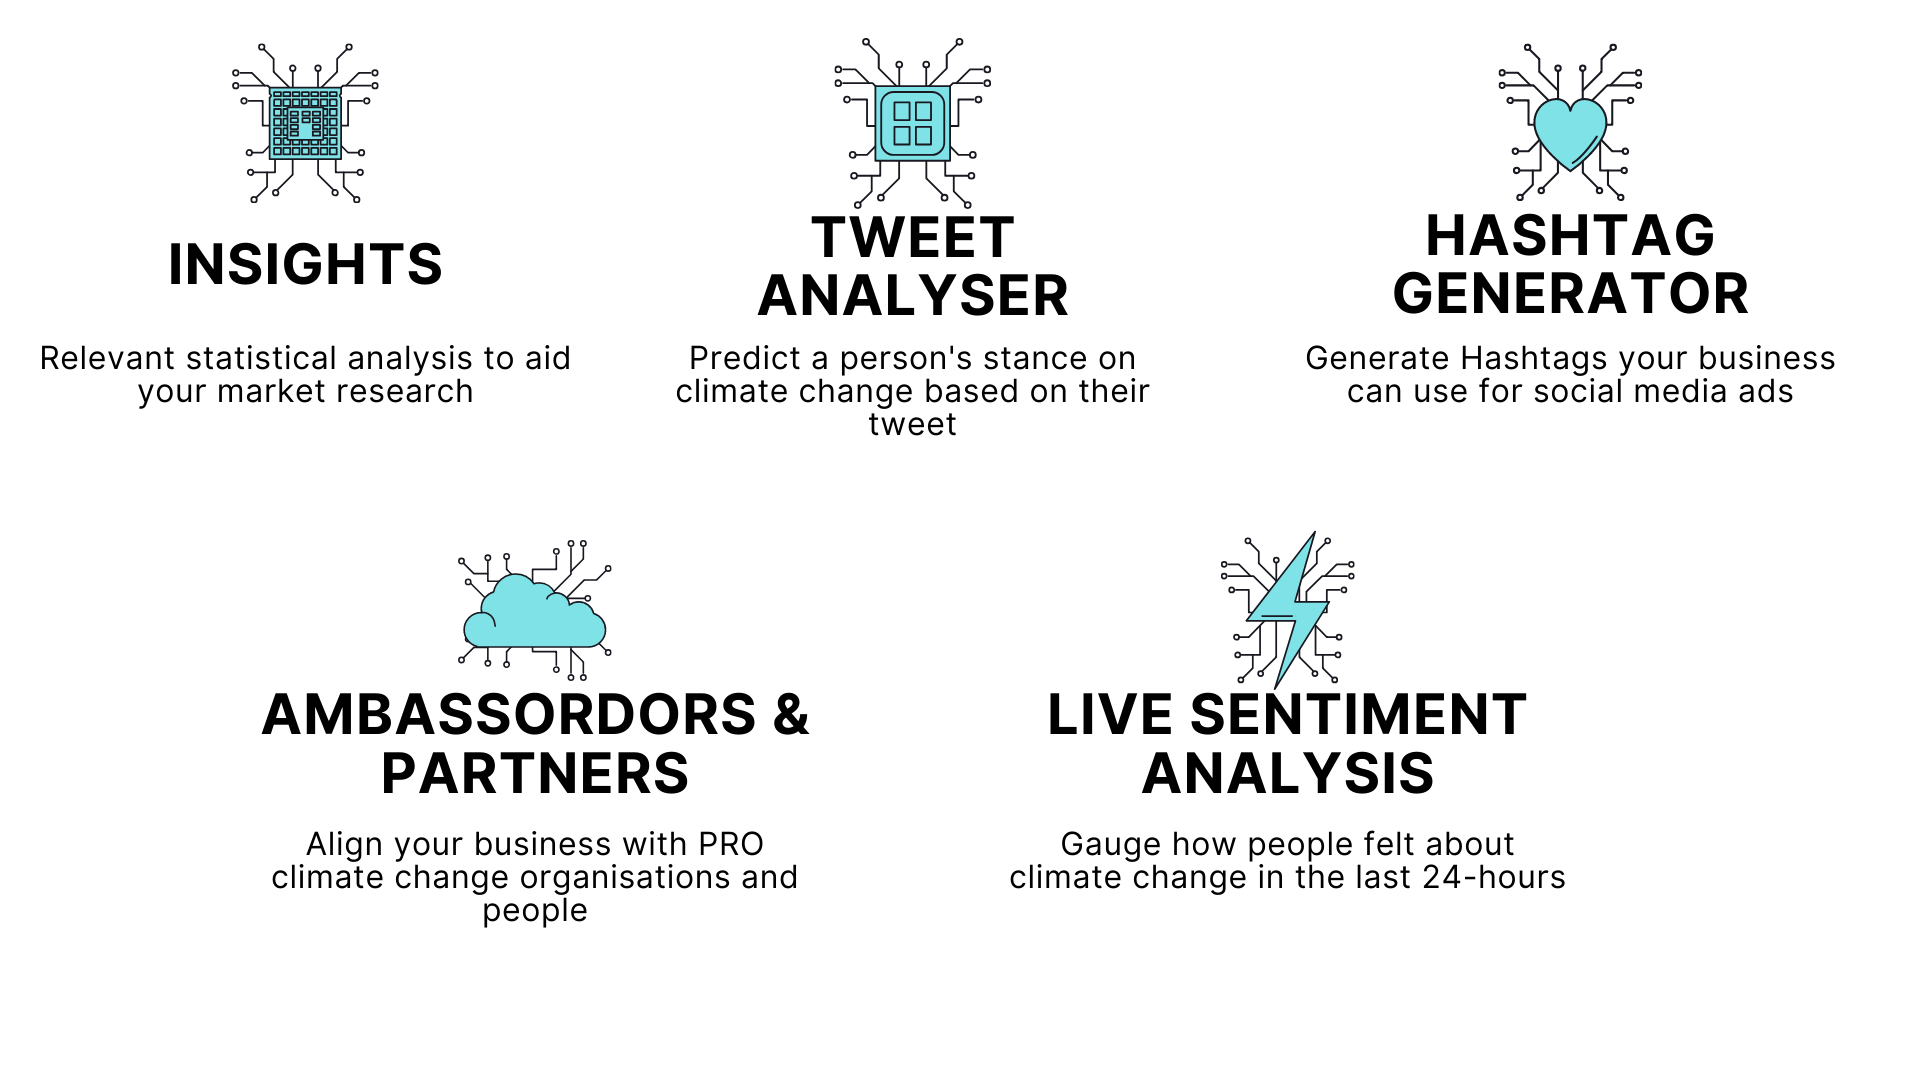 INSIGHTS
Relevant statistical analysis to aid
your market research
TWEET
ANALYSER
Predict a person's stance on
climate change based on their
tweet
HASHTAG
GENERATOR
Generate Hashtags your business
can use for social media ads
AMBASSORDORS &
PARTNERS
Align your business with PRO
climate change organisations and
people
LIVE SENTIMENT
ANALYSIS
Gauge how people felt about
climate change in the last 24-hours